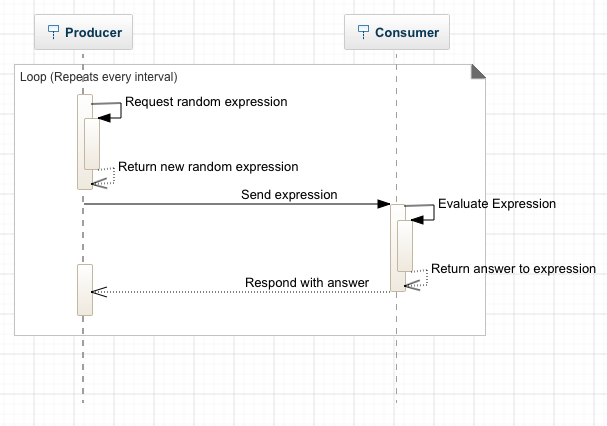 Producer
Consumer
Loop (Repeats every interval)
Request random expression
Return new random expression
Send expression
Evaluate Expression
Return answer to expression
Respond with answer